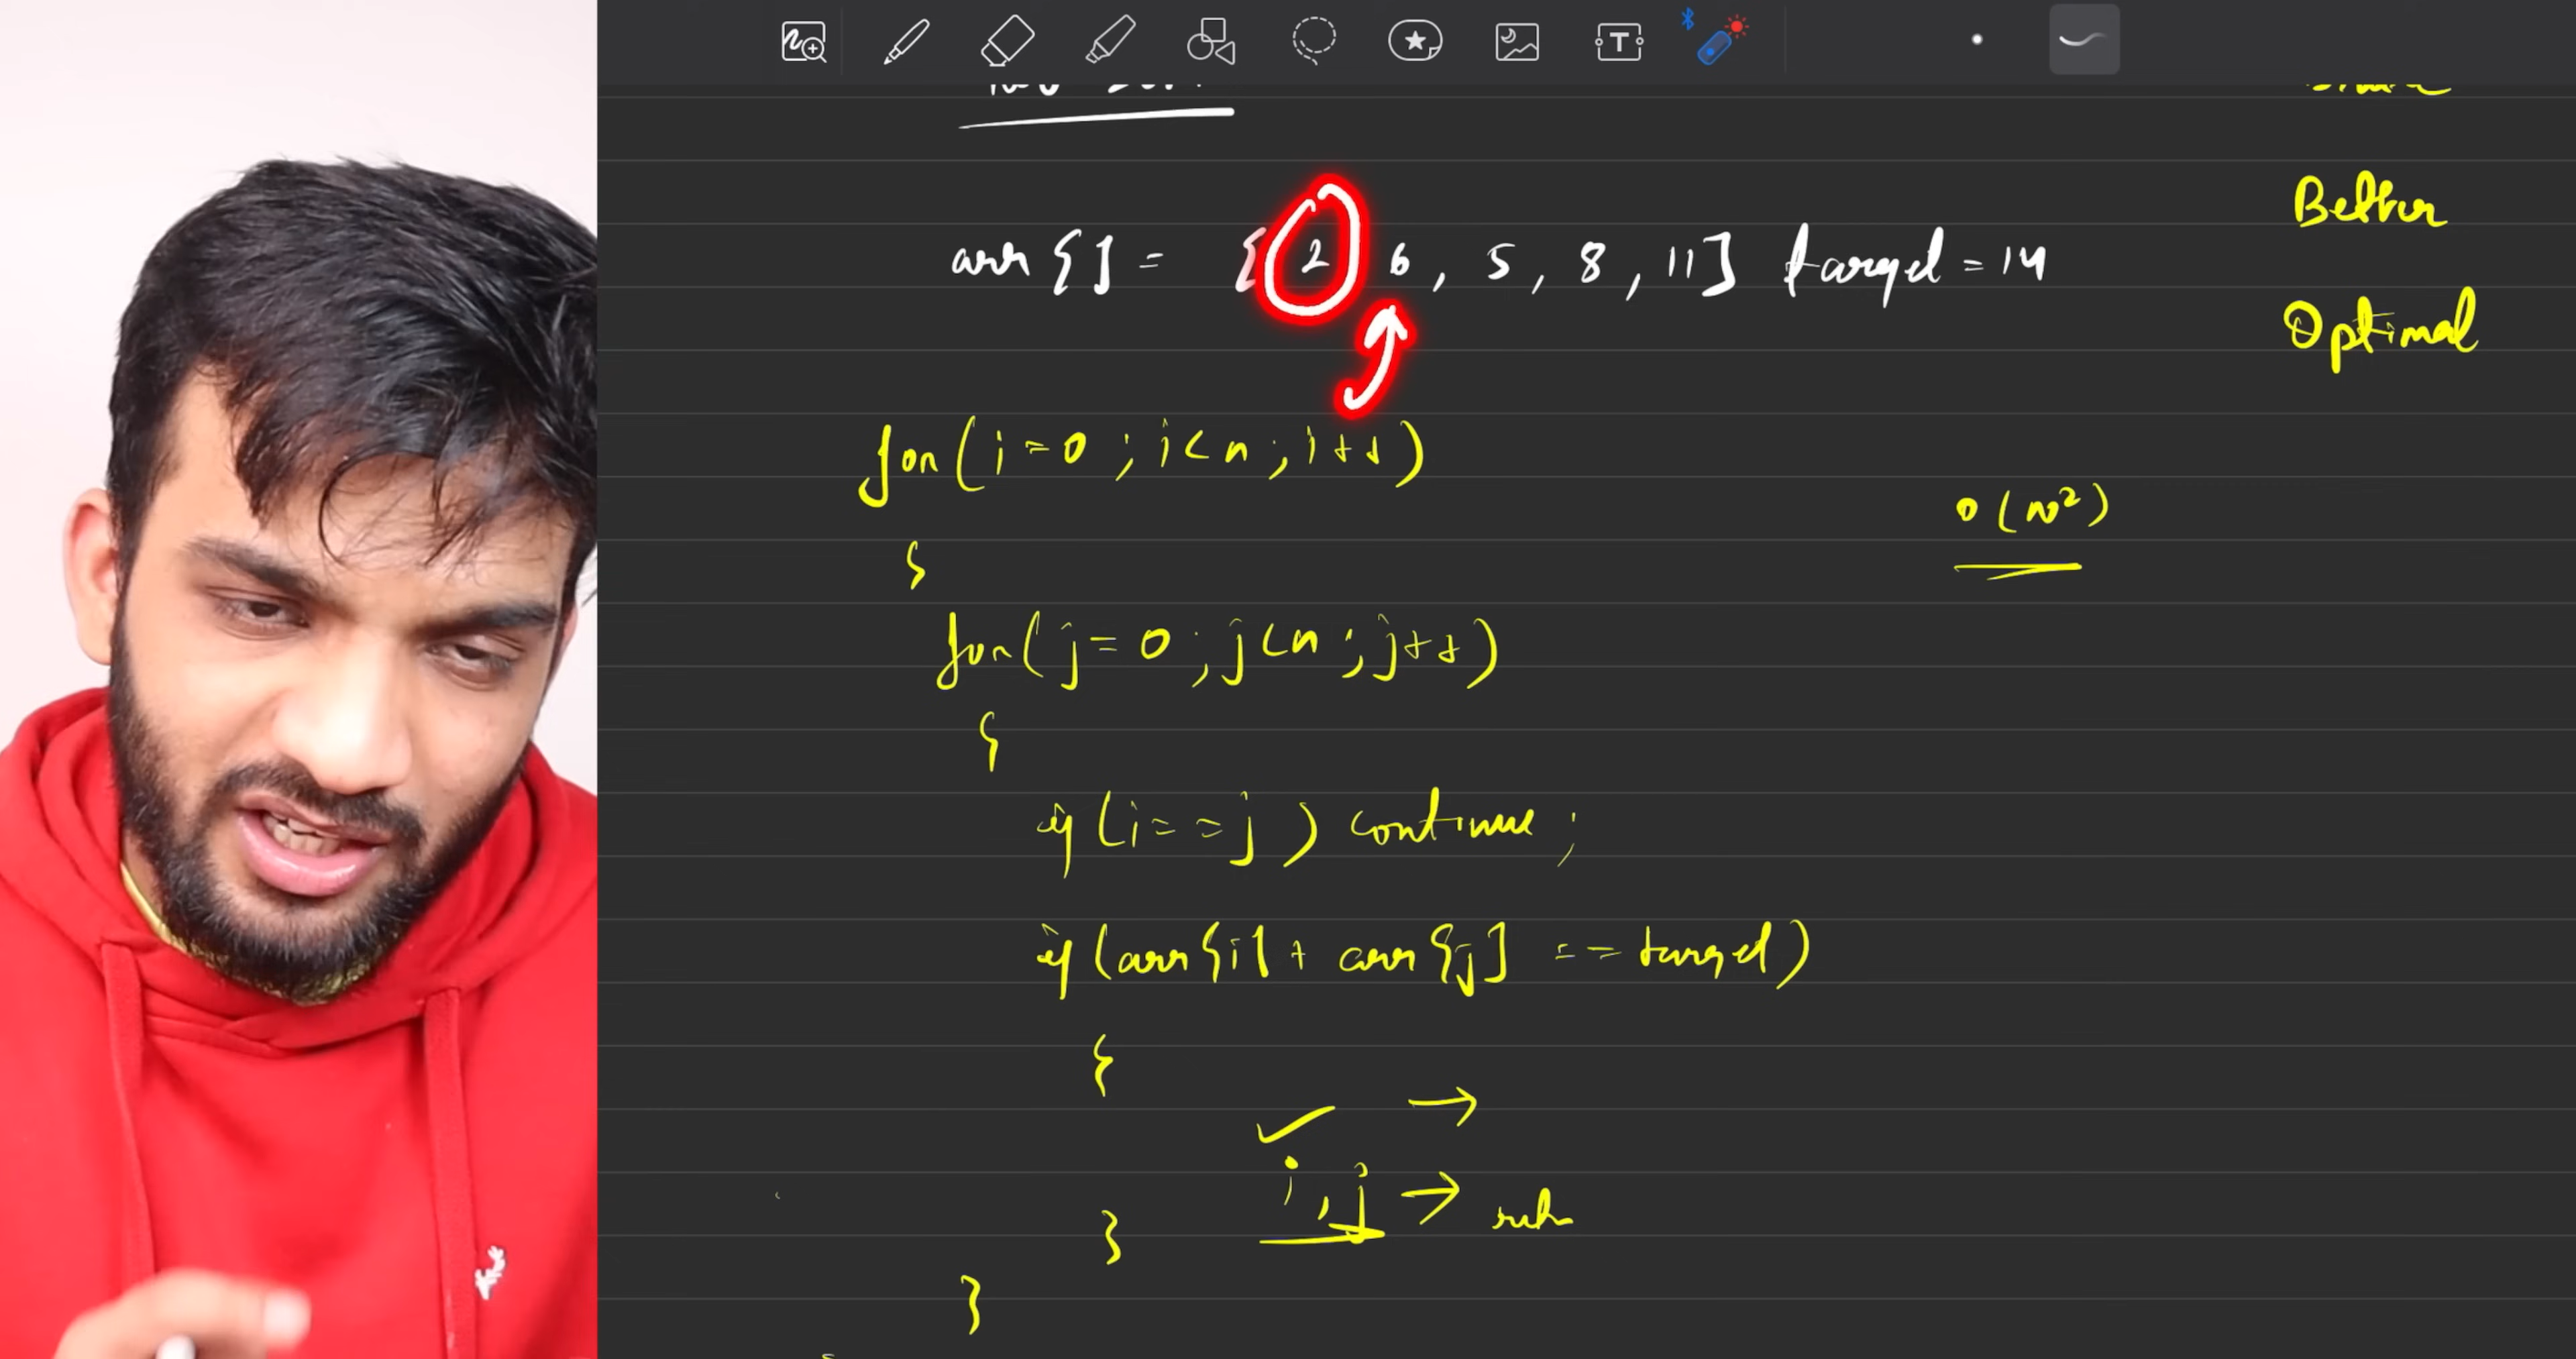 Better
arr [ ] = [ 2 6 , 5 , 8 , 11 ] target = 14
Optimal
for ( i = 0 ; i < n ; i++ )
O ( N² )
{
for ( j = 0 ; j < n ; j++ )
{
if ( i == j ) continue ;
if ( arr [ i ] + arr [ j ] == target )
{
i , j →
}
}